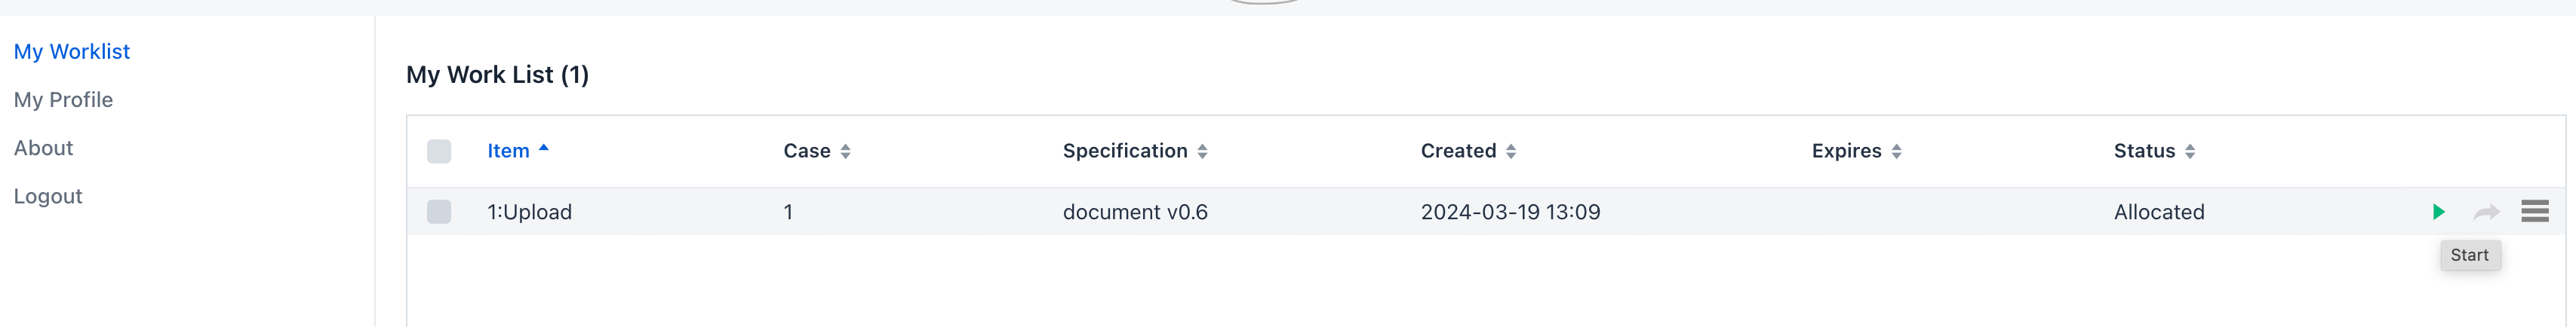 My Worklist
My Profile
About
Logout
My Work List (1)
Item Case Specification Created Expires Status
1:Upload 1 document v0.6 2024-03-19 13:09 Allocated
Start